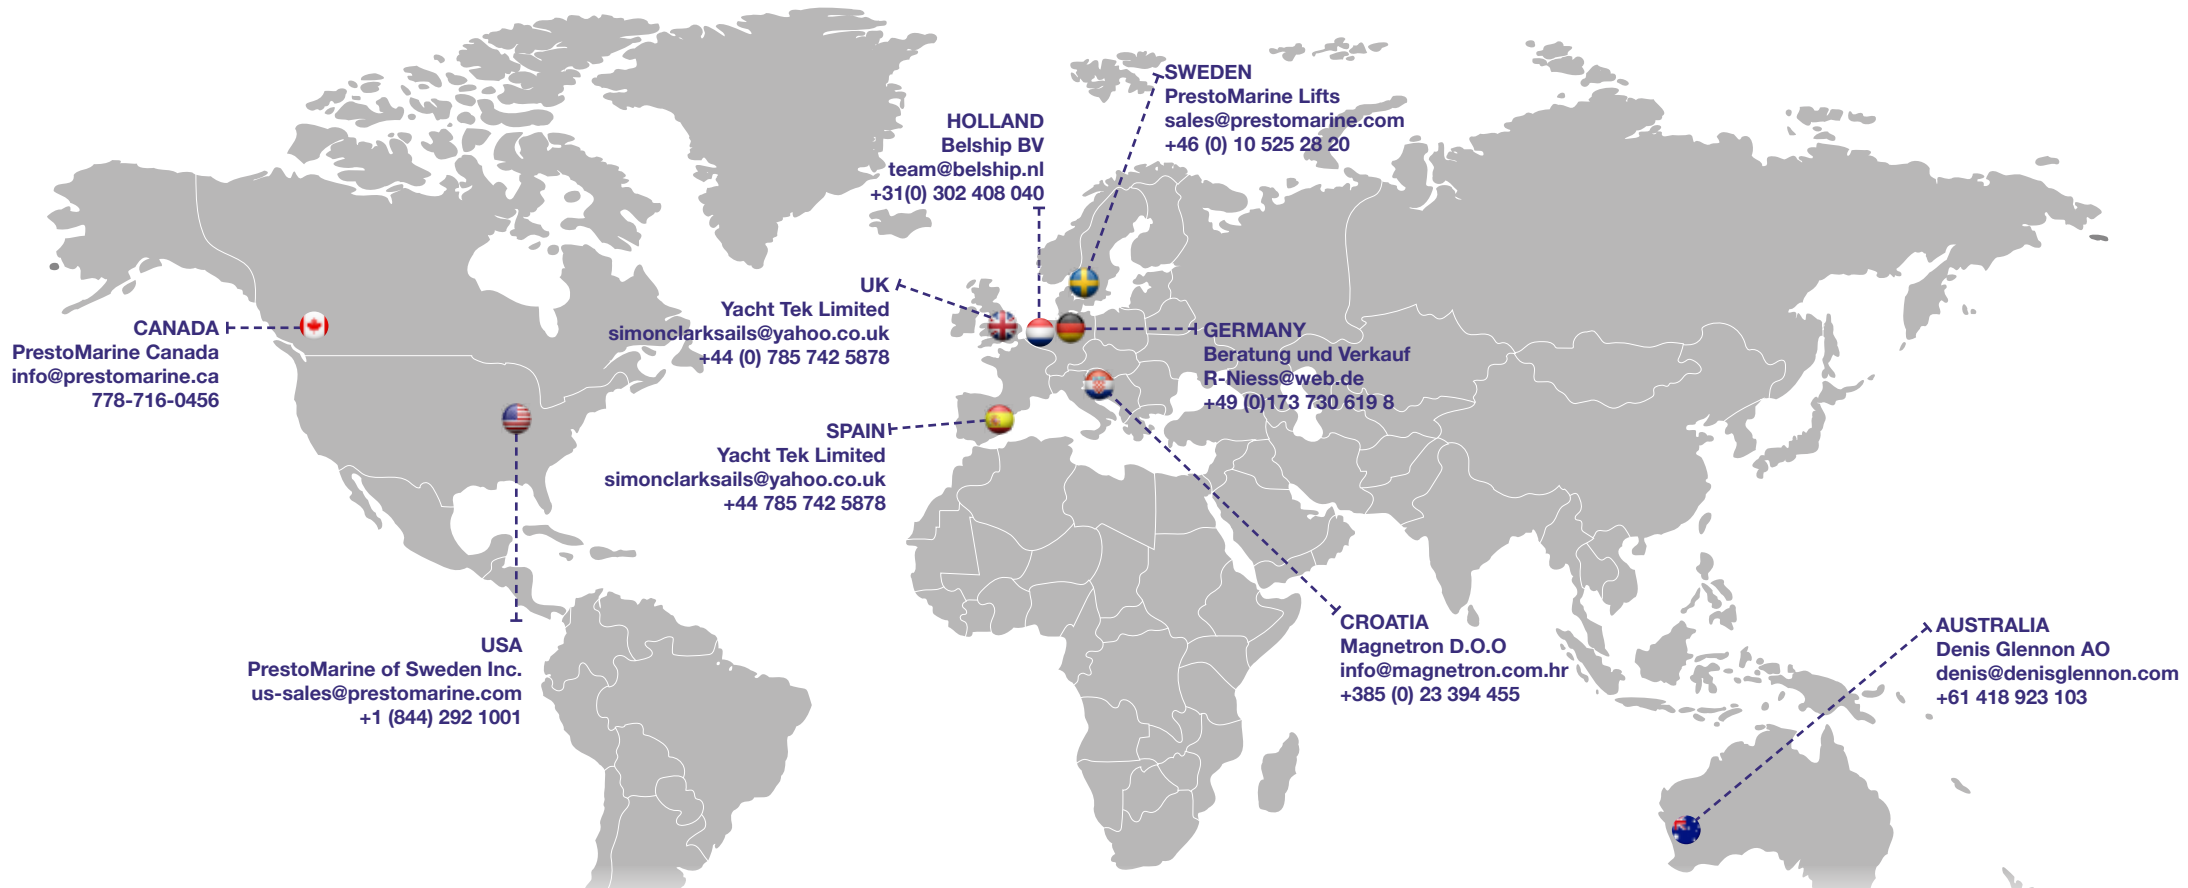 SWEDEN
PrestoMarine Lifts
sales@prestomarine.com
+46 (0) 10 525 28 20
HOLLAND
Belship BV
team@belship.nl
+31(0) 302 408 040
UK
Yacht Tek Limited
simonclarksails@yahoo.co.uk
+44 (0) 785 742 5878
CANADA
PrestoMarine Canada
info@prestomarine.ca
778-716-0456
GERMANY
Beratung und Verkauf
R-Niess@web.de
+49 (0)173 730 619 8
SPAIN
Yacht Tek Limited
simonclarksails@yahoo.co.uk
+44 785 742 5878
USA
PrestoMarine of Sweden Inc.
us-sales@prestomarine.com
+1 (844) 292 1001
CROATIA
Magnetron D.O.O
info@magnetron.com.hr
+385 (0) 23 394 455
AUSTRALIA
Denis Glennon AO
denis@denisglennon.com
+61 418 923 103